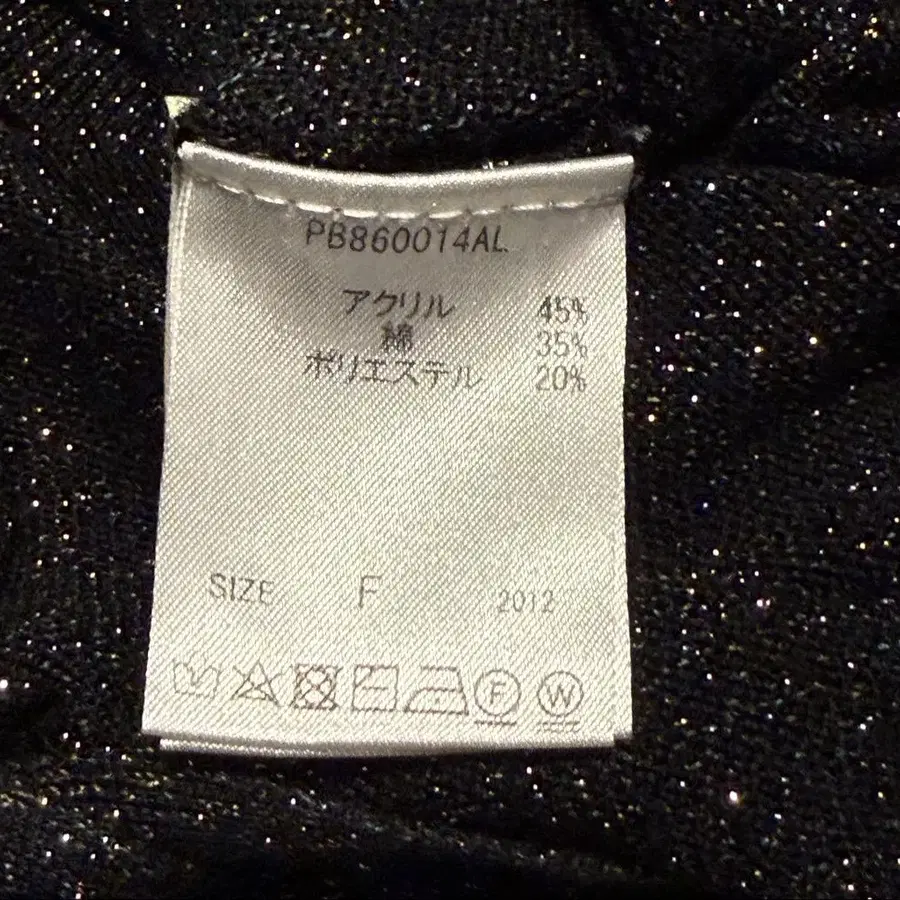 PB860014AL
アクリル 45%
綿 35%
ポリエステル 20%
SIZE F 2012
F W